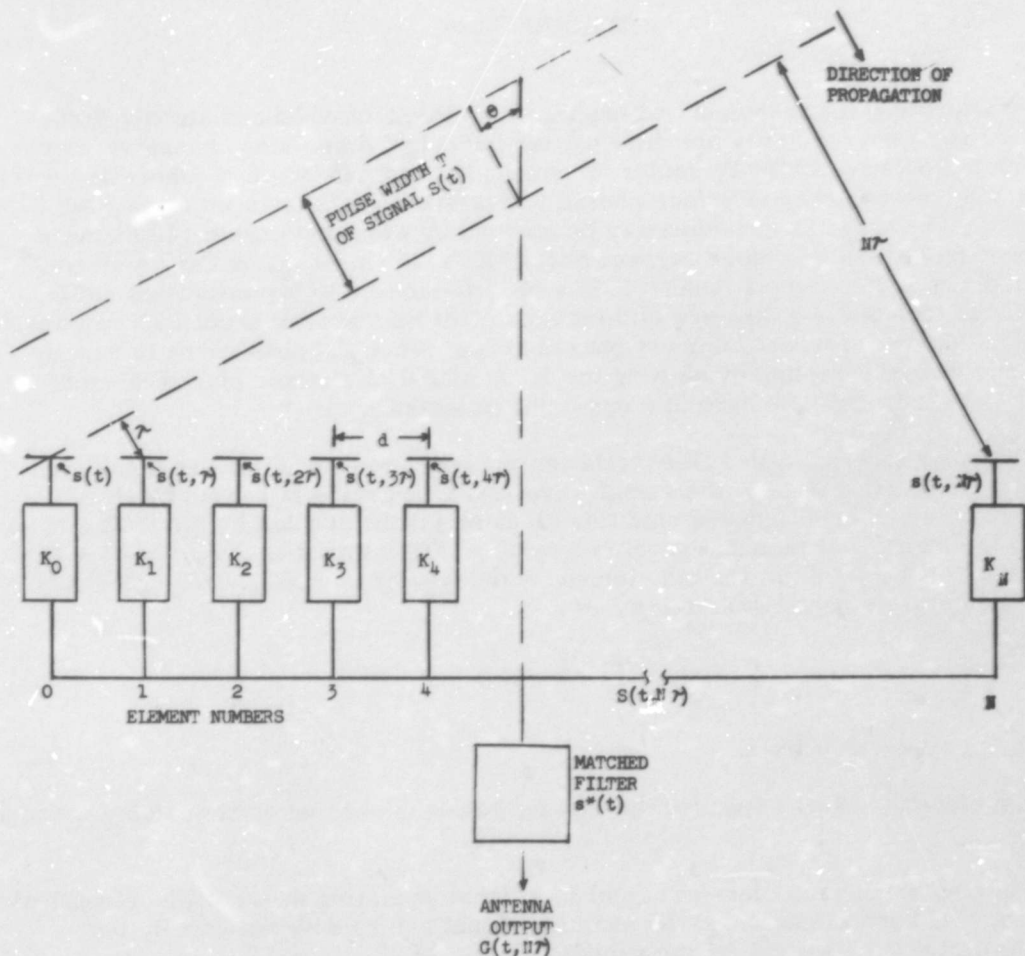 DIRECTION OF
PROPAGATION
θ
PULSE WIDTH T
OF SIGNAL S(t)
Nτ
τ
d
s(t)
s(t,τ)
s(t,2τ)
s(t,3τ)
s(t,4τ)
s(t,Nτ)
K0
K1
K2
K3
K4
KN
0
1
2
3
4
N
ELEMENT NUMBERS
S(t,Nτ)
MATCHED
FILTER
s*(t)
ANTENNA
OUTPUT
G(t,Nτ)